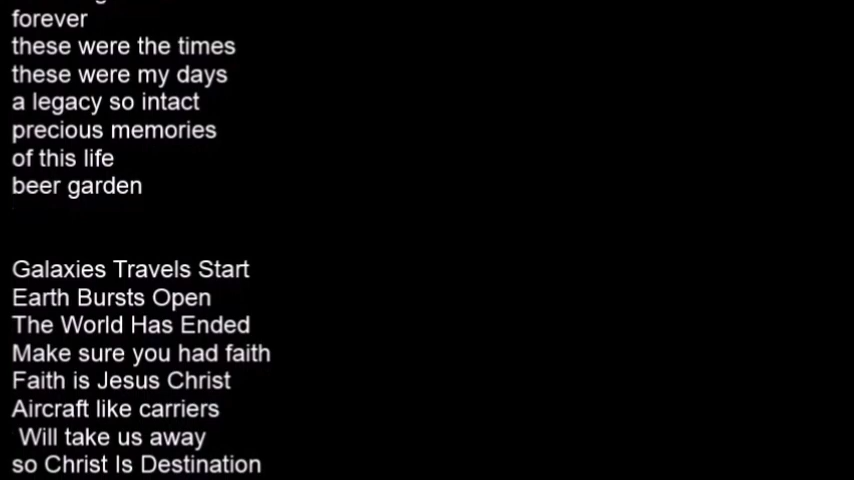 forever
these were the times
these were my days
a legacy so intact
precious memories
of this life
beer garden
Galaxies Travels Start
Earth Bursts Open
The World Has Ended
Make sure you had faith
Faith is Jesus Christ
Aircraft like carriers
Will take us away
so Christ Is Destination